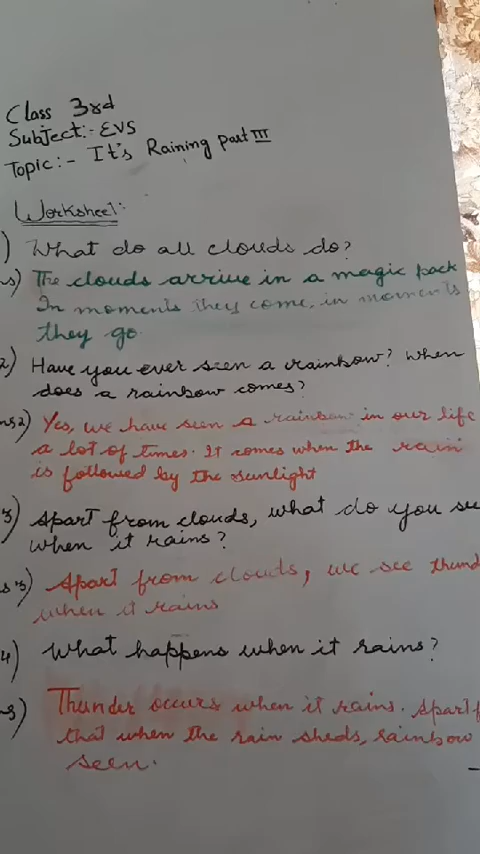 Class 3rd
Subject:- EVS
Topic:- It's Raining part III
Worksheet:
) What do all clouds do?
s) The clouds arrive in a magic pack
In moments they come, in moments
they go.
2) Have you ever seen a rainbow? When
does a rainbow comes?
ns2) Yes, we have seen a rainbow in our life
a lot of times. It comes when the rain
is followed by the sunlight
3) Apart from clouds, what do you see
when it rains?
s3) Apart from clouds, we see thund
when it rains
4) What happens when it rains?
ns) Thunder occurs when it rains. Apart f
that when the rain sheds, rainbow
seen.